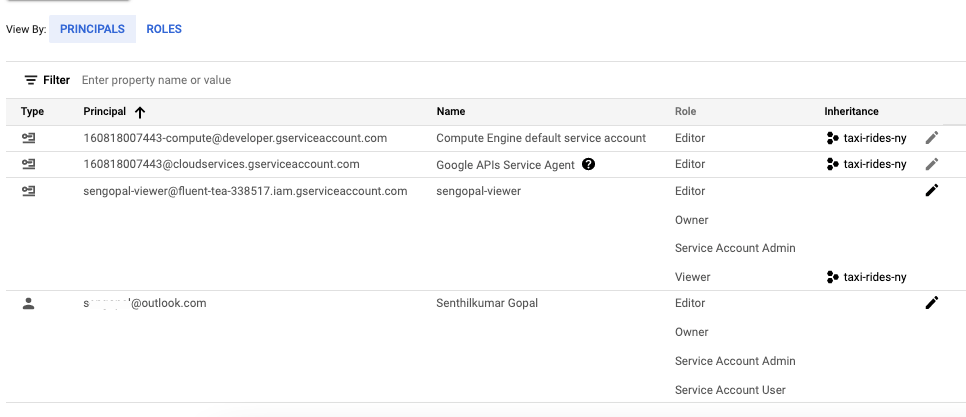 View By: PRINCIPALS ROLES
Filter Enter property name or value
Type Principal Name Role Inheritance
160818007443-compute@developer.gserviceaccount.com Compute Engine default service account Editor taxi-rides-ny
160818007443@cloudservices.gserviceaccount.com Google APIs Service Agent ? Editor taxi-rides-ny
sengopal-viewer@fluent-tea-338517.iam.gserviceaccount.com sengopal-viewer Editor
Owner
Service Account Admin
Viewer taxi-rides-ny
@outlook.com Senthilkumar Gopal Editor
Owner
Service Account Admin
Service Account User